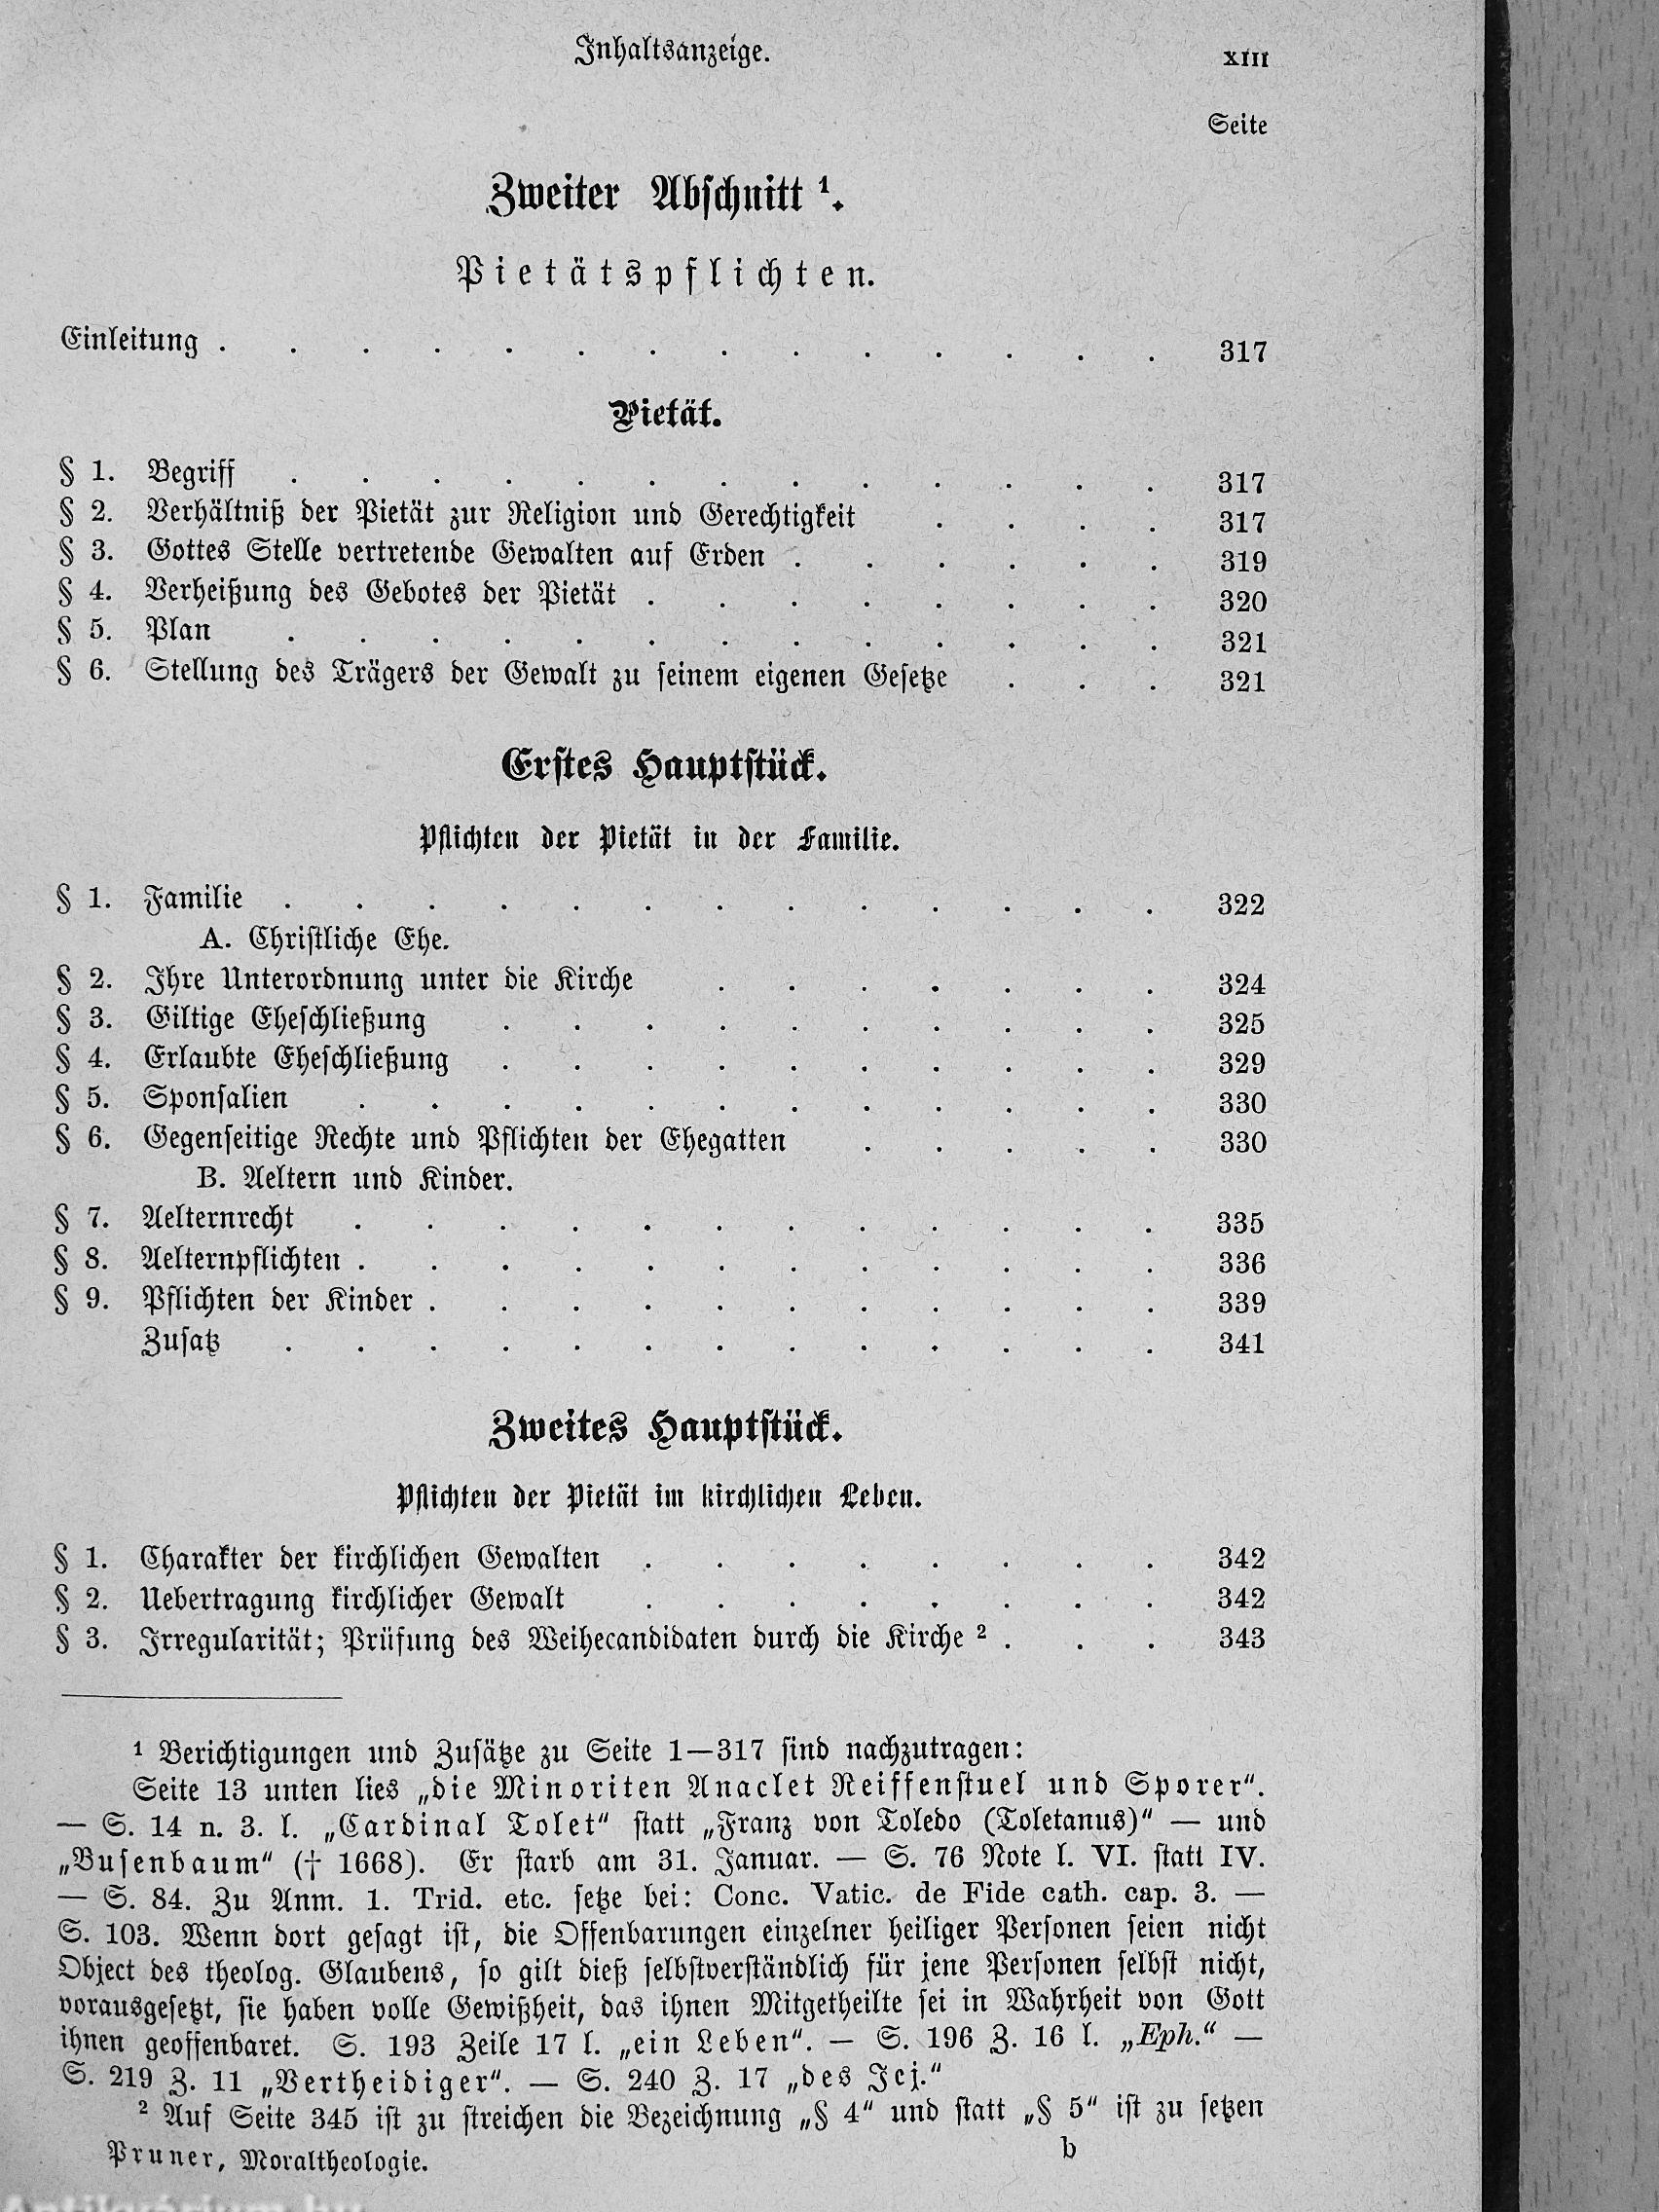 Inhaltsanzeige. XIII
Seite
Zweiter Abschnitt ¹.
Pietätspflichten.
Einleitung . . . . . . . . . . . . . . 317
Pietät.
§ 1. Begriff . . . . . . . . . . . . . 317
§ 2. Verhältniß der Pietät zur Religion und Gerechtigkeit . . . . 317
§ 3. Gottes Stelle vertretende Gewalten auf Erden . . . . . . 319
§ 4. Verheißung des Gebotes der Pietät . . . . . . . . 320
§ 5. Plan . . . . . . . . . . . . . 321
§ 6. Stellung des Trägers der Gewalt zu seinem eigenen Gesetze . . . 321
Erstes Hauptstück.
Pflichten der Pietät in der Familie.
§ 1. Familie . . . . . . . . . . . . . 322
A. Christliche Ehe.
§ 2. Ihre Unterordnung unter die Kirche . . . . . . . 324
§ 3. Giltige Eheschließung . . . . . . . . . . 325
§ 4. Erlaubte Eheschließung . . . . . . . . . . 329
§ 5. Sponsalien . . . . . . . . . . . . 330
§ 6. Gegenseitige Rechte und Pflichten der Ehegatten . . . . . 330
B. Aeltern und Kinder.
§ 7. Aelternrecht . . . . . . . . . . . . 335
§ 8. Aelternpflichten . . . . . . . . . . . . 336
§ 9. Pflichten der Kinder . . . . . . . . . . . 339
Zusatz . . . . . . . . . . . . . 341
Zweites Hauptstück.
Pflichten der Pietät im kirchlichen Leben.
§ 1. Charakter der kirchlichen Gewalten . . . . . . . . 342
§ 2. Uebertragung kirchlicher Gewalt . . . . . . . . 342
§ 3. Irregularität; Prüfung des Weihecandidaten durch die Kirche ² . . . 343
¹ Berichtigungen und Zusätze zu Seite 1—317 sind nachzutragen:
Seite 13 unten lies „die Minoriten Anaclet Reiffenstuel und Sporer“.
— S. 14 n. 3. l. „Cardinal Tolet“ statt „Franz von Toledo (Toletanus)“ — und
„Busenbaum“ († 1668). Er starb am 31. Januar. — S. 76 Note l. VI. statt IV.
— S. 84. Zu Anm. 1. Trid. etc. setze bei: Conc. Vatic. de Fide cath. cap. 3. —
S. 103. Wenn dort gesagt ist, die Offenbarungen einzelner heiliger Personen seien nicht
Object des theolog. Glaubens, so gilt dieß selbstverständlich für jene Personen selbst nicht,
vorausgesetzt, sie haben volle Gewißheit, das ihnen Mitgetheilte sei in Wahrheit von Gott
ihnen geoffenbaret. S. 193 Zeile 17 l. „ein Leben“. — S. 196 Z. 16 l. „Eph.“ —
S. 219 Z. 11 „Vertheidiger“. — S. 240 Z. 17 „des Icj.“
² Auf Seite 345 ist zu streichen die Bezeichnung „§ 4“ und statt „§ 5“ ist zu setzen
Pruner, Moraltheologie. b